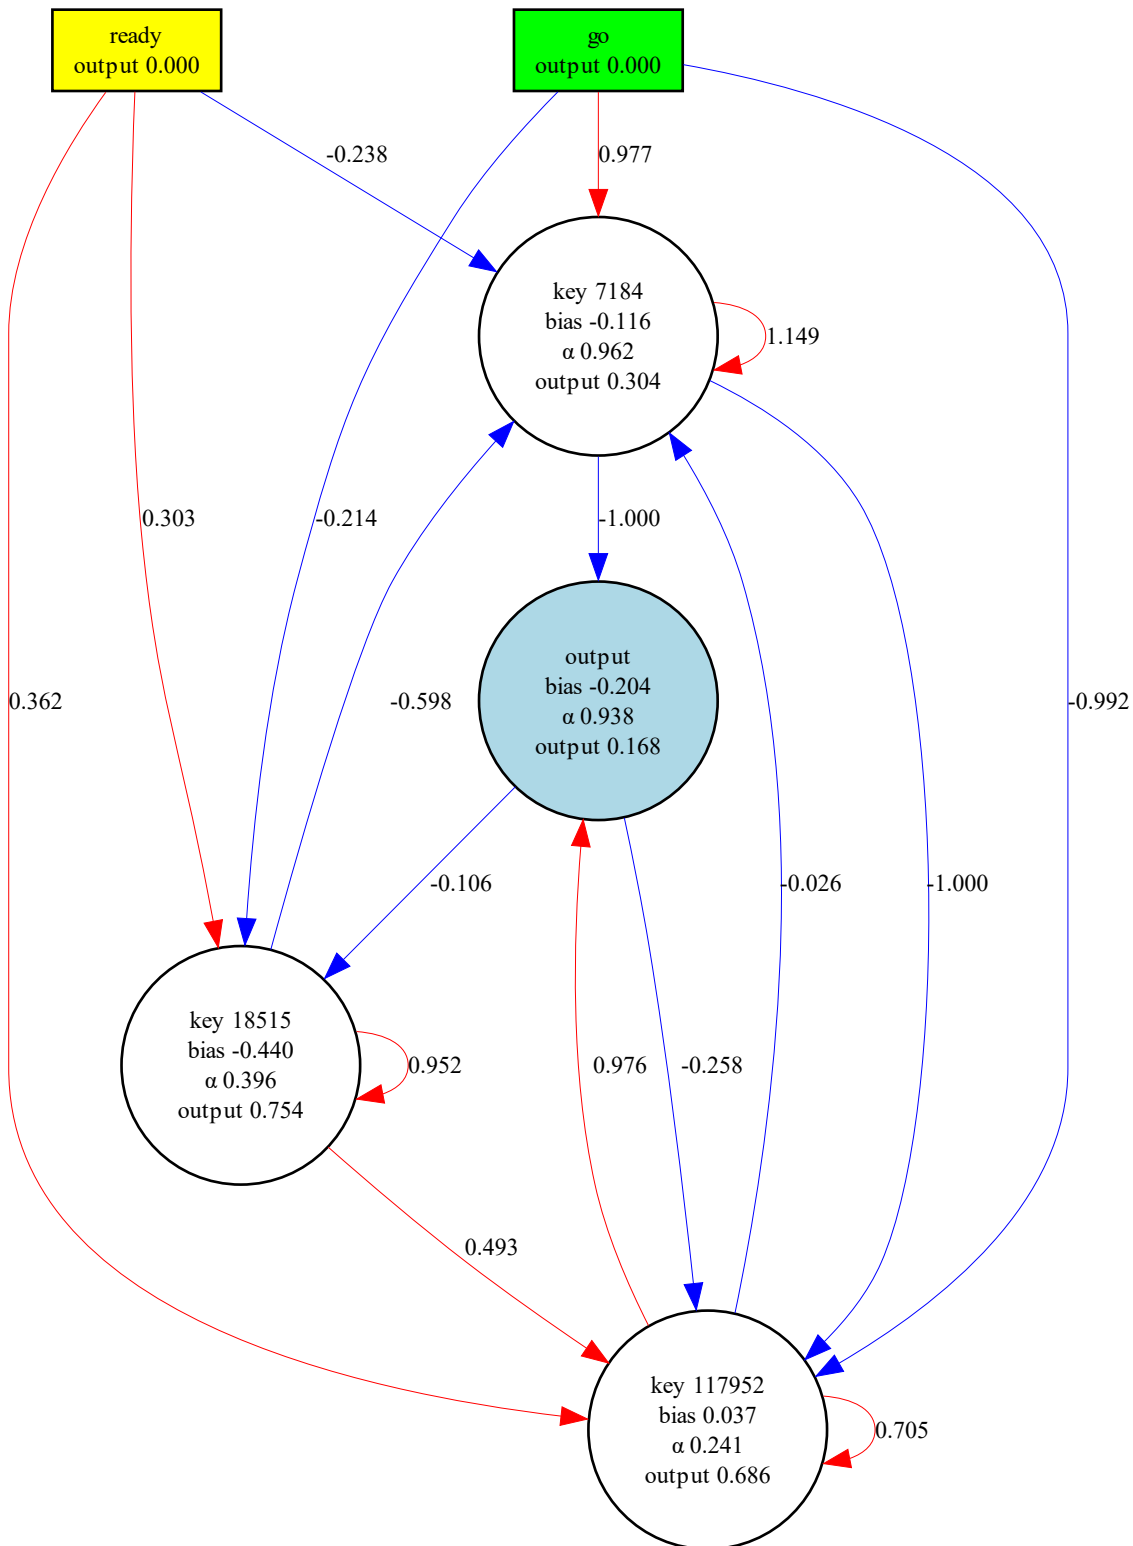 ready
output 0.000
go
output 0.000
-0.238
0.977
key 7184
bias -0.116
α 0.962
output 0.304
1.149
0.303
-0.214
-1.000
output
bias -0.204
α 0.938
output 0.168
0.362
-0.598
-0.992
-0.106
-0.026
-1.000
key 18515
bias -0.440
α 0.396
output 0.754
0.952
0.976
-0.258
0.493
key 117952
bias 0.037
α 0.241
output 0.686
0.705